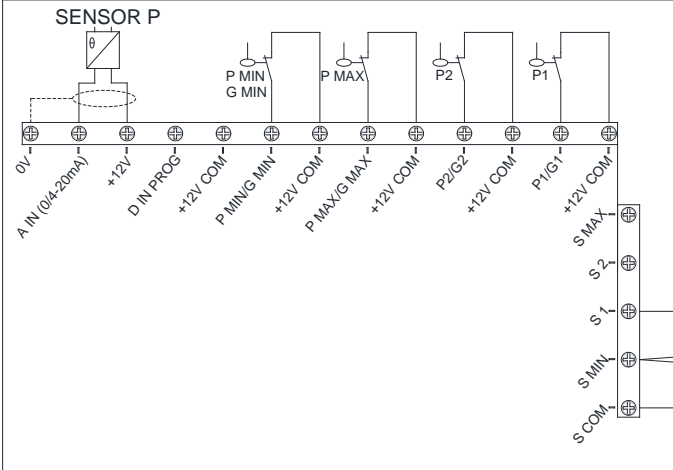 SENSOR P
θ
P MIN
G MIN
P MAX
P2
P1
0V
A IN (0/4-20mA)
+12V
D IN PROG
+12V COM
P MIN/G MIN
+12V COM
P MAX/G MAX
+12V COM
P2/G2
+12V COM
P1/G1
+12V COM
S MAX
S 2
S 1
S MIN
S COM